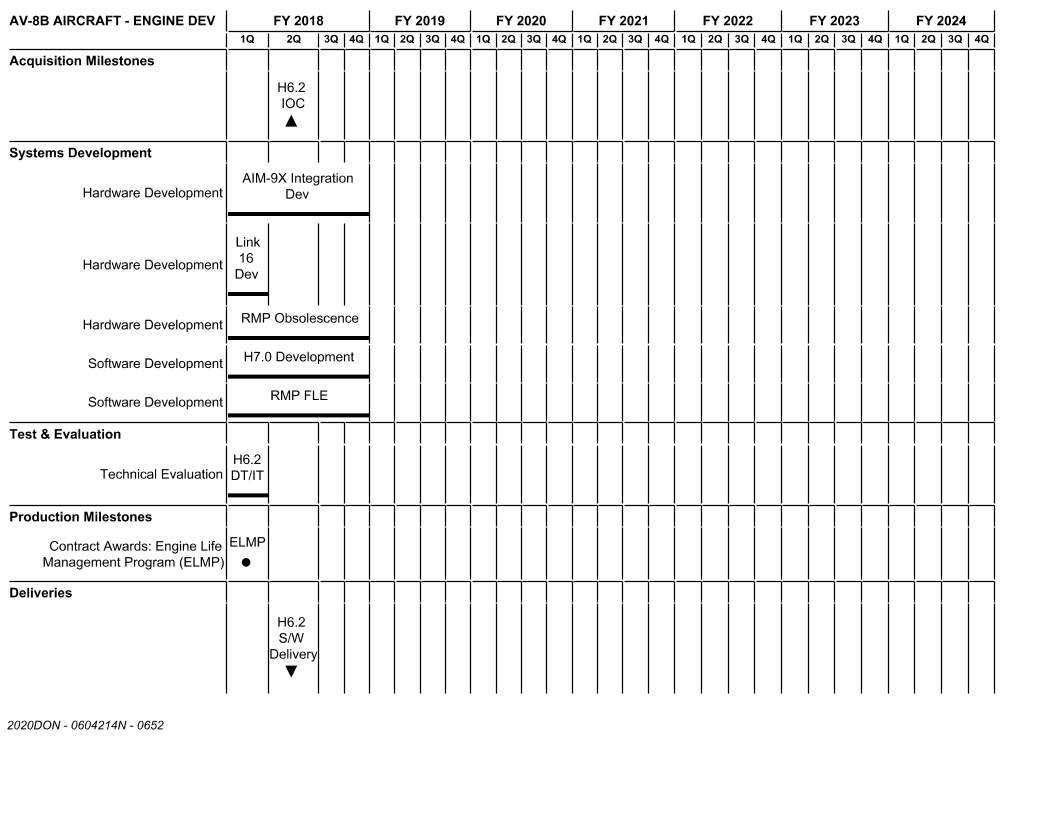 AV-8B AIRCRAFT - ENGINE DEV FY 2018 FY 2019 FY 2020 FY 2021 FY 2022 FY 2023 FY 2024
1Q 2Q 3Q 4Q 1Q 2Q 3Q 4Q 1Q 2Q 3Q 4Q 1Q 2Q 3Q 4Q 1Q 2Q 3Q 4Q 1Q 2Q 3Q 4Q 1Q 2Q 3Q 4Q
Acquisition Milestones
H6.2
IOC
Systems Development
Hardware Development
AIM-9X Integration
Dev
Hardware Development
Link
16
Dev
Hardware Development
RMP Obsolescence
Software Development
H7.0 Development
Software Development
RMP FLE
Test & Evaluation
Technical Evaluation
H6.2
DT/IT
Production Milestones
Contract Awards: Engine Life
Management Program (ELMP)
ELMP
Deliveries
H6.2
S/W
Delivery
2020DON - 0604214N - 0652